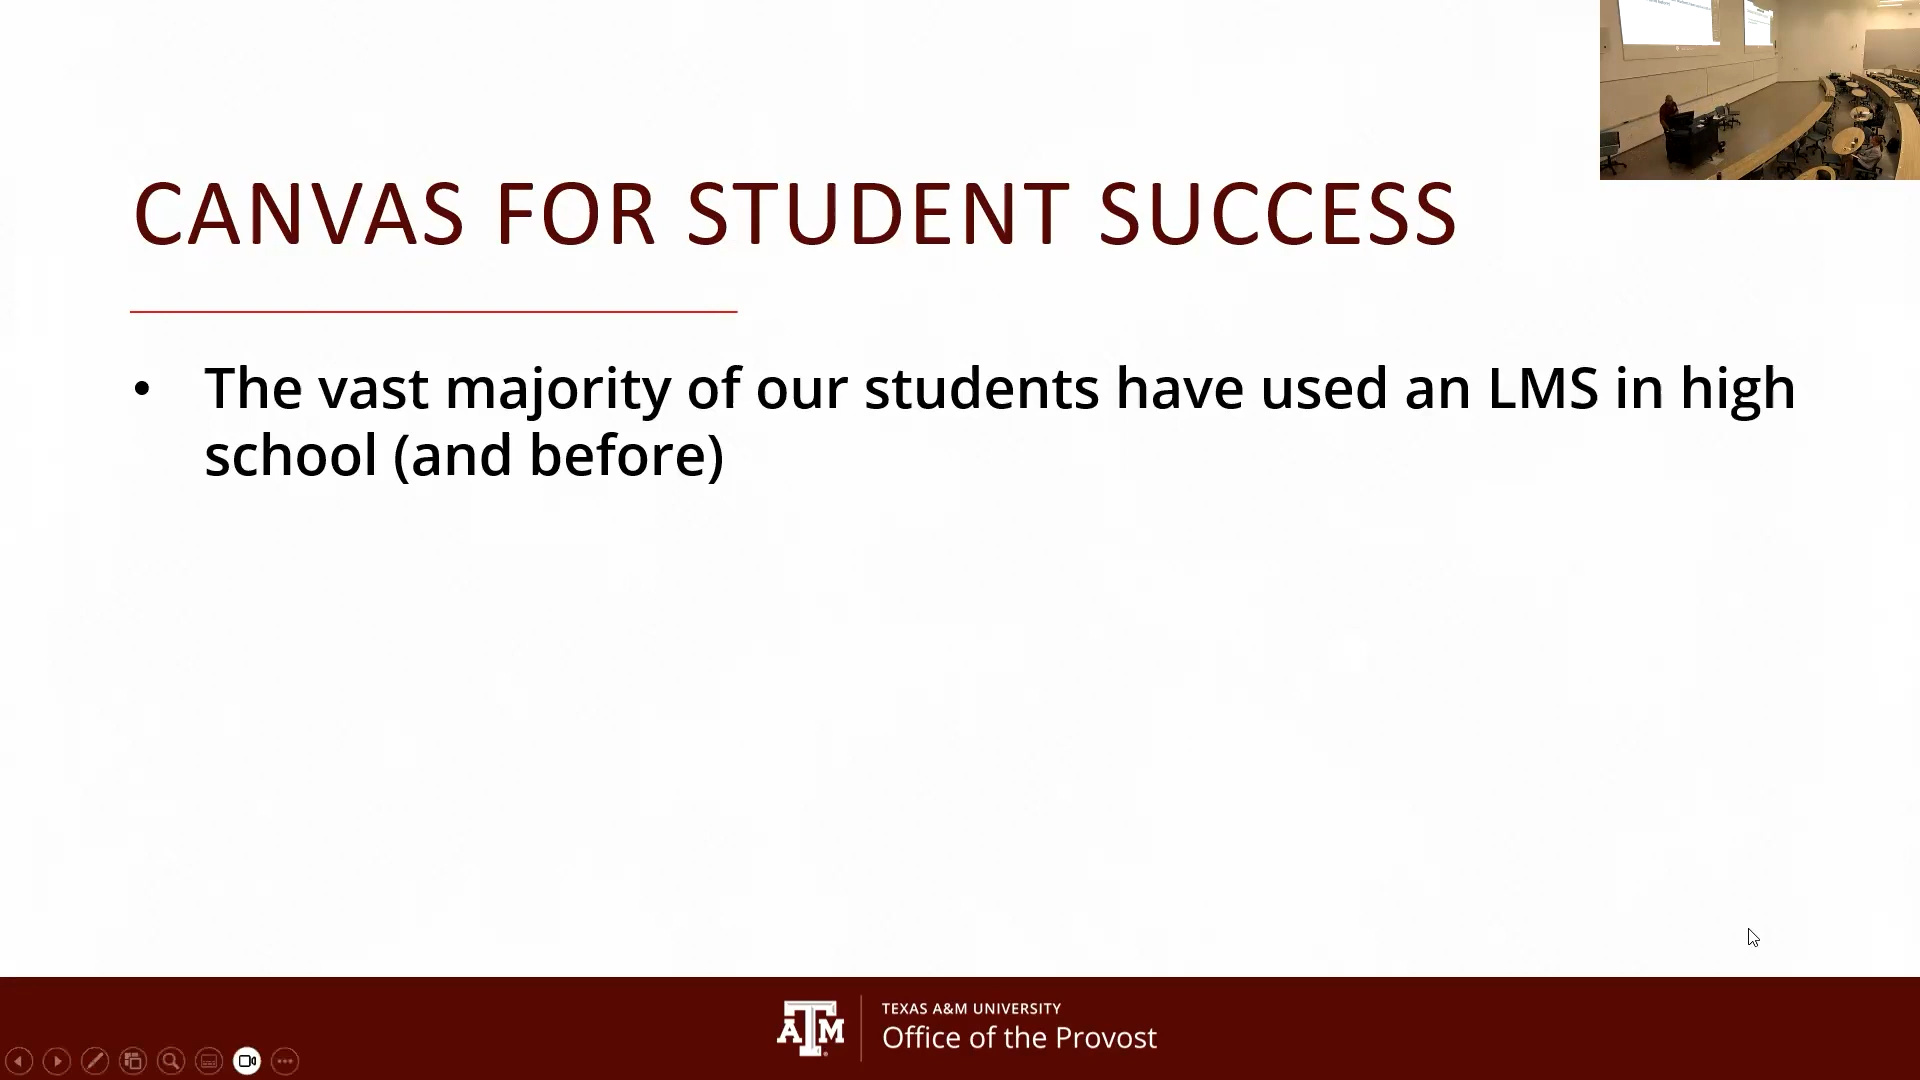 CANVAS FOR STUDENT SUCCESS
• The vast majority of our students have used an LMS in high
school (and before)
TEXAS A&M UNIVERSITY
Office of the Provost